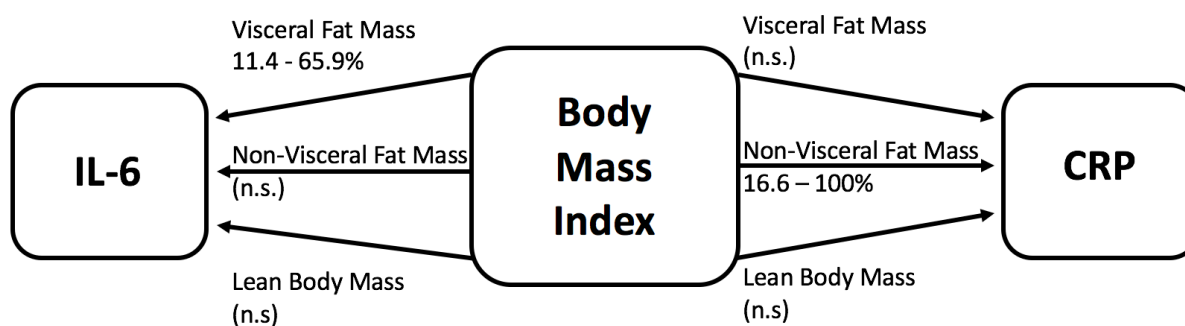 Visceral Fat Mass
11.4 - 65.9%
Non-Visceral Fat Mass
(n.s.)
Lean Body Mass
(n.s)
IL-6
Body
Mass
Index
Visceral Fat Mass
(n.s.)
Non-Visceral Fat Mass
16.6 – 100%
Lean Body Mass
(n.s)
CRP